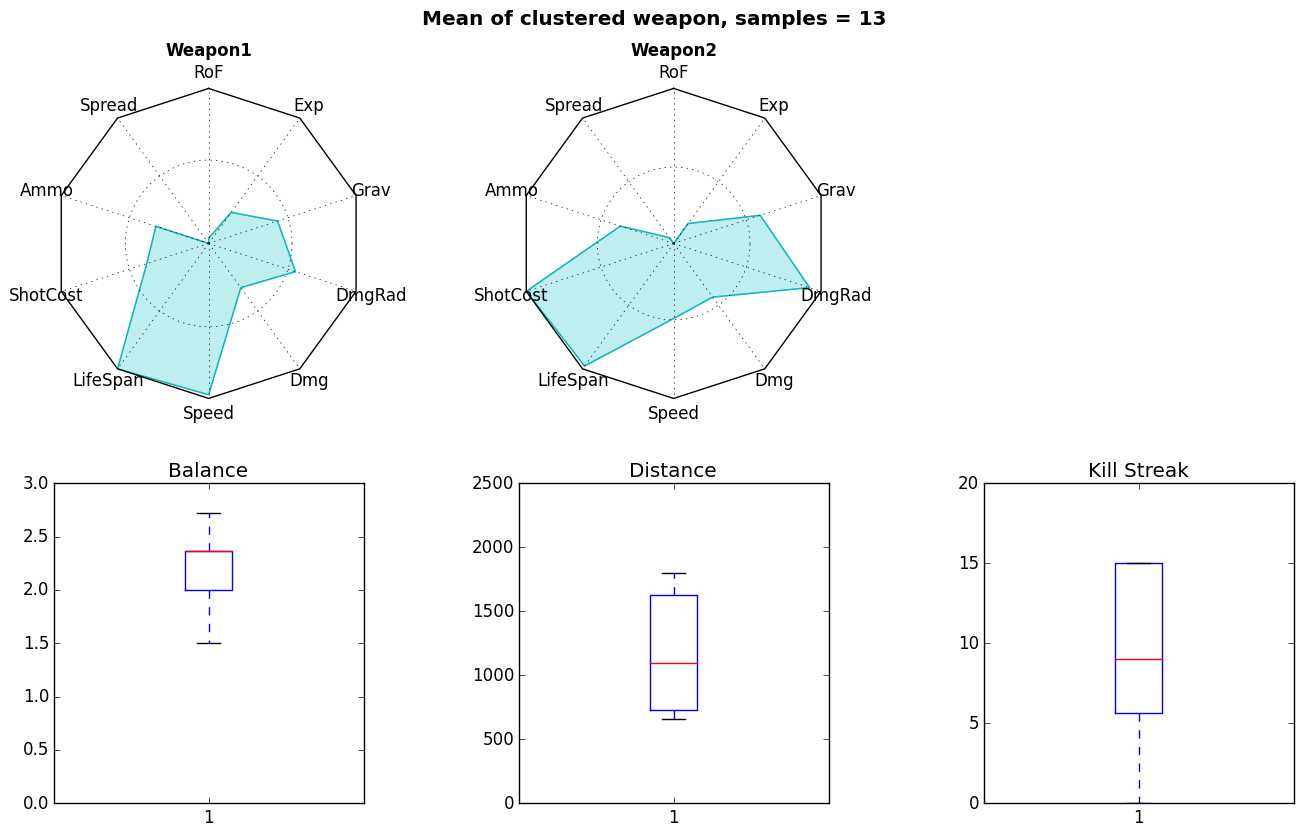 Mean of clustered weapon, samples = 13
Weapon1
RoF
Spread
Exp
Ammo
Grav
ShotCost
DmgRad
LifeSpan
Dmg
Speed
Weapon2
RoF
Spread
Exp
Ammo
Grav
ShotCost
DmgRad
LifeSpan
Dmg
Speed
Balance
3.0
2.5
2.0
1.5
1.0
0.5
0.0
1
Distance
2500
2000
1500
1000
500
0
1
Kill Streak
20
15
10
5
0
1